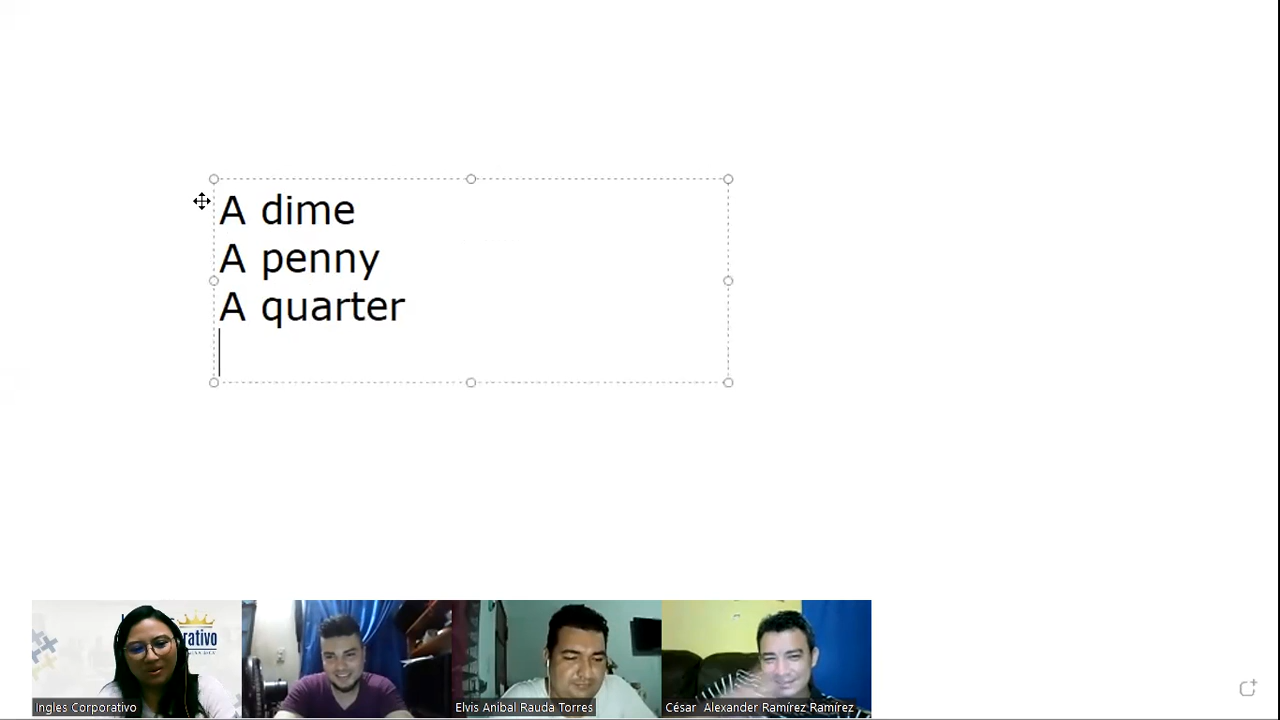 A dime
A penny
A quarter
rativo
Ingles Corporativo
Elvis Anibal Rauda Torres
César Alexander Ramírez Ramírez